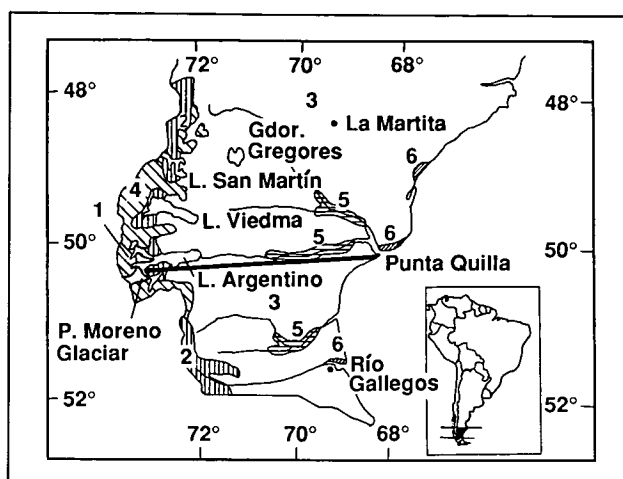 72° 70° 68°
48° 48°
3
2
La Martita
Gdor.
Gregores
6
L. San Martín
4
5
1
L. Viedma
5
6
50° 50°
Punta Quilla
L. Argentino
3
P. Moreno
Glaciar
5
2
6
Río
Gallegos
52° 52°
72° 70° 68°